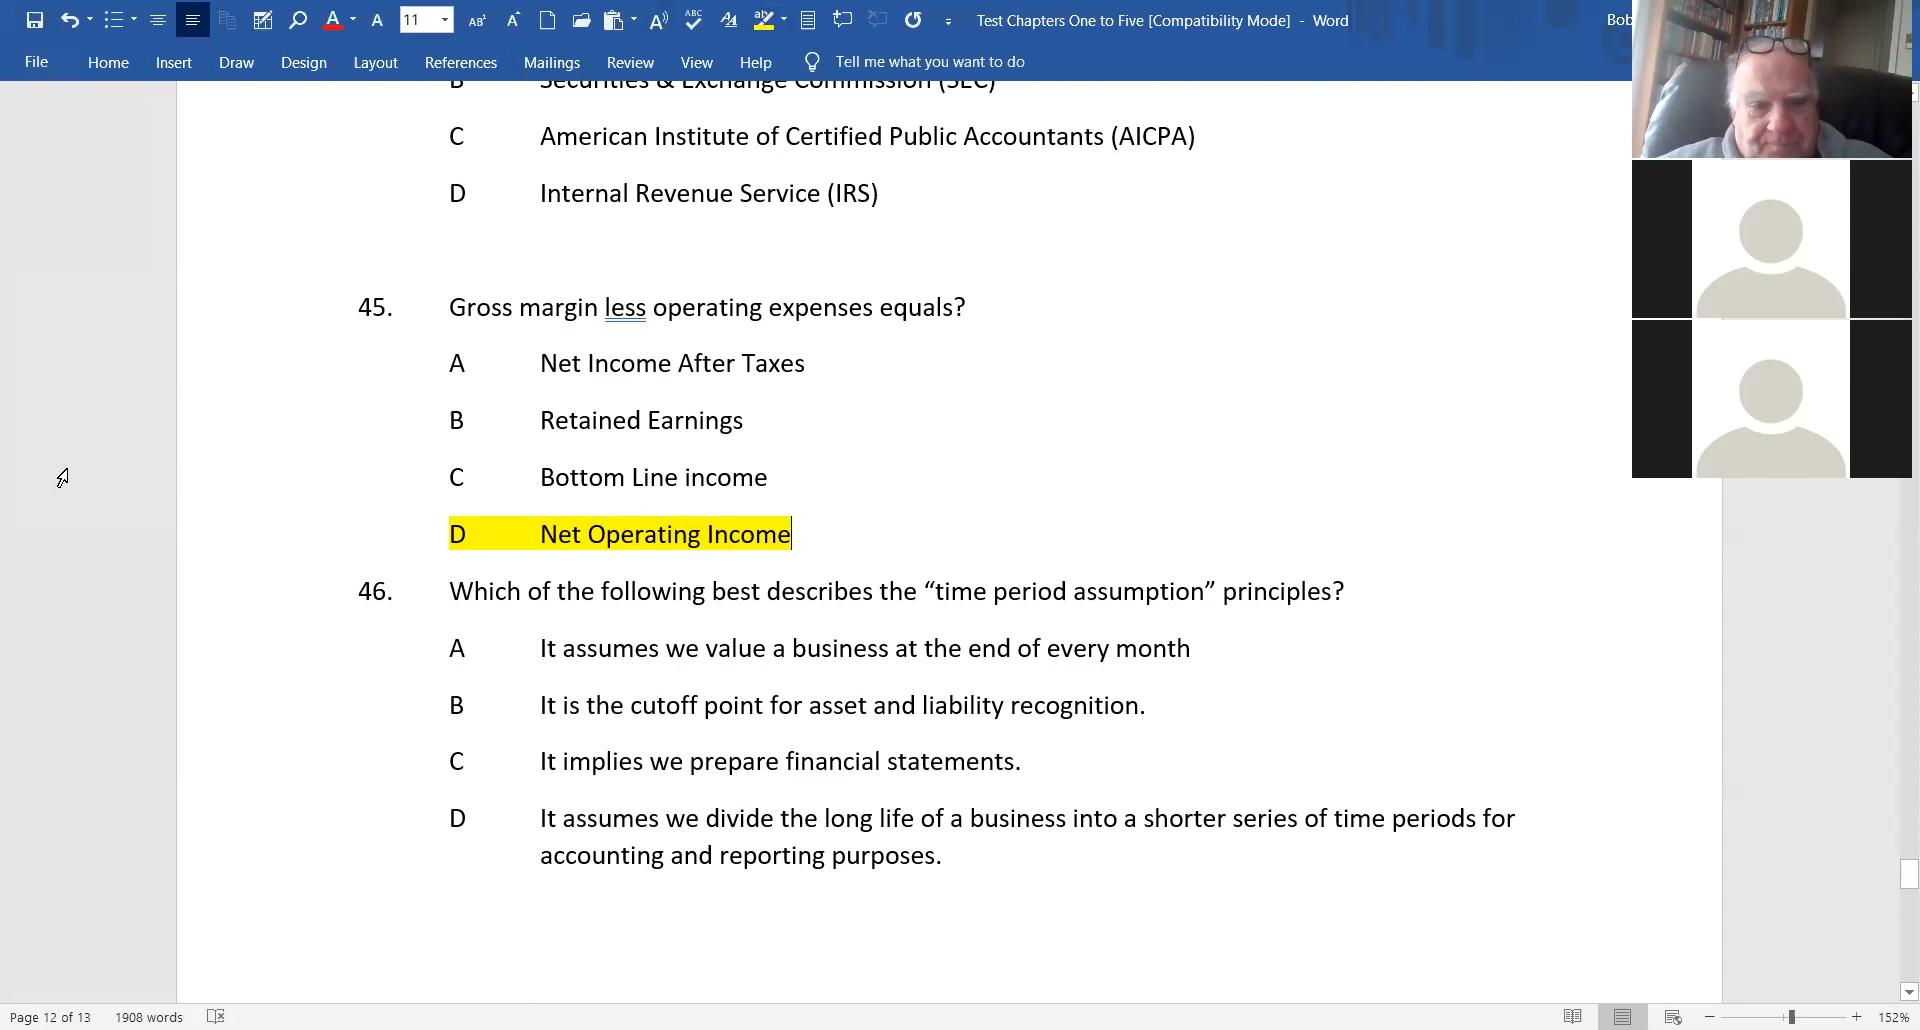 11
ABC
Test Chapters One to Five [Compatibility Mode] - Word
Bob
File Home Insert Draw Design Layout References Mailings Review View Help Tell me what you want to do
B Securities & Exchange Commission (SEC)
C American Institute of Certified Public Accountants (AICPA)
D Internal Revenue Service (IRS)
45. Gross margin less operating expenses equals?
A Net Income After Taxes
B Retained Earnings
C Bottom Line income
D Net Operating Income
46. Which of the following best describes the “time period assumption” principles?
A It assumes we value a business at the end of every month
B It is the cutoff point for asset and liability recognition.
C It implies we prepare financial statements.
D It assumes we divide the long life of a business into a shorter series of time periods for
accounting and reporting purposes.
Page 12 of 13 1908 words 152%